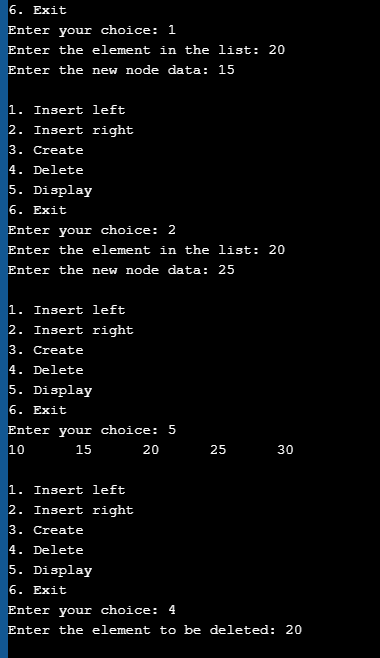 6. Exit
Enter your choice: 1
Enter the element in the list: 20
Enter the new node data: 15
1. Insert left
2. Insert right
3. Create
4. Delete
5. Display
6. Exit
Enter your choice: 2
Enter the element in the list: 20
Enter the new node data: 25
1. Insert left
2. Insert right
3. Create
4. Delete
5. Display
6. Exit
Enter your choice: 5
10 15 20 25 30
1. Insert left
2. Insert right
3. Create
4. Delete
5. Display
6. Exit
Enter your choice: 4
Enter the element to be deleted: 20